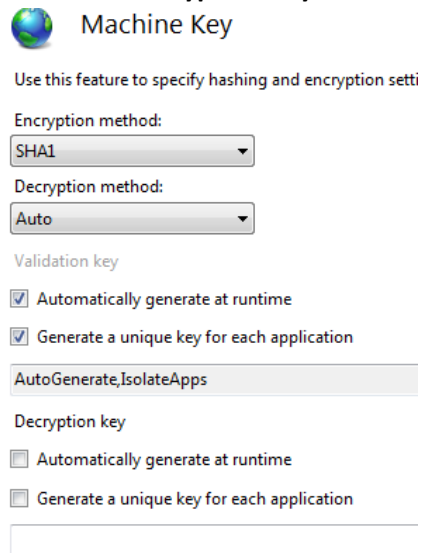 Machine Key
Use this feature to specify hashing and encryption setti
Encryption method:
SHA1
Decryption method:
Auto
Validation key
Automatically generate at runtime
Generate a unique key for each application
AutoGenerate,IsolateApps
Decryption key
Automatically generate at runtime
Generate a unique key for each application